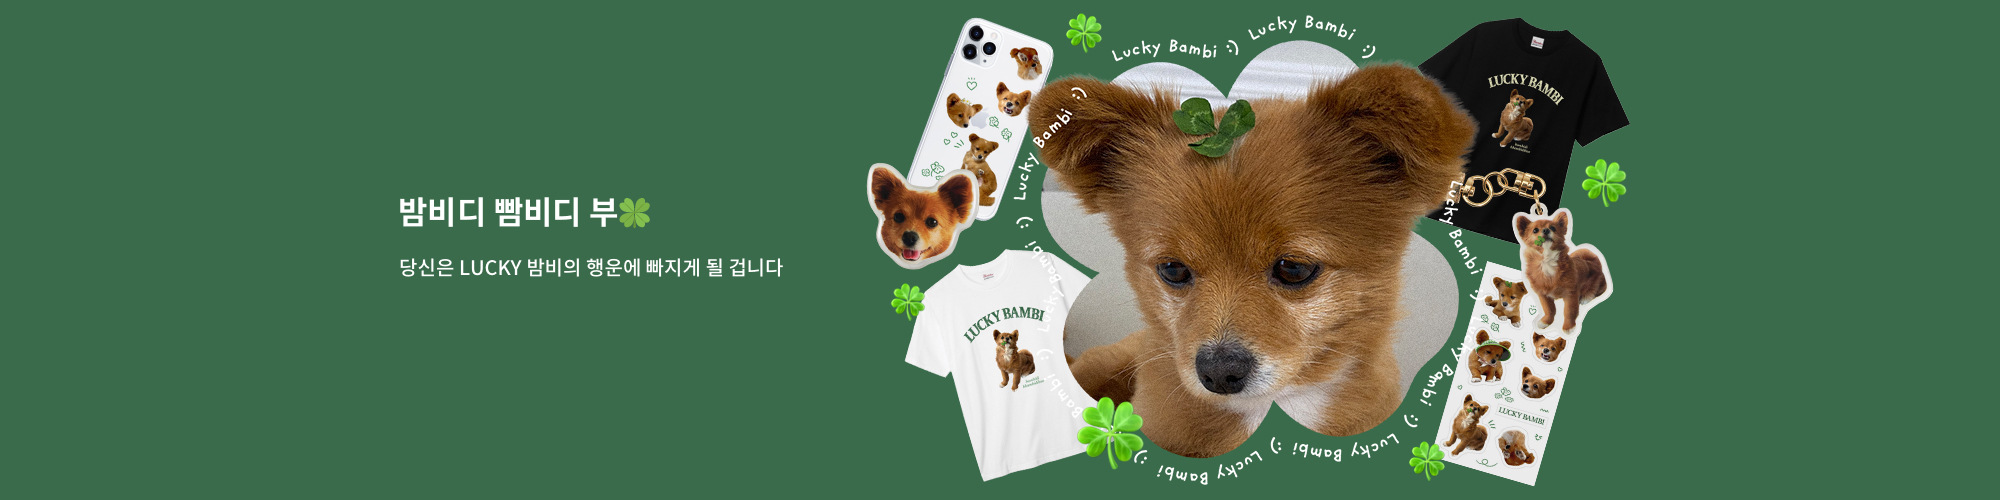 밤비디 빰비디 부
당신은 LUCKY 밤비의 행운에 빠지게 될 겁니다
Lucky Bambi :) Lucky Bambi :)
Lucky Bambi :)
Lucky Bambi :)
Lucky Bambi :)
Lucky Bambi :)
Lucky Bambi :)
Lucky Bambi :)
Bambi :)
LUCKY BAMBI
LUCKY BAMBI
LUCKY BAMBI